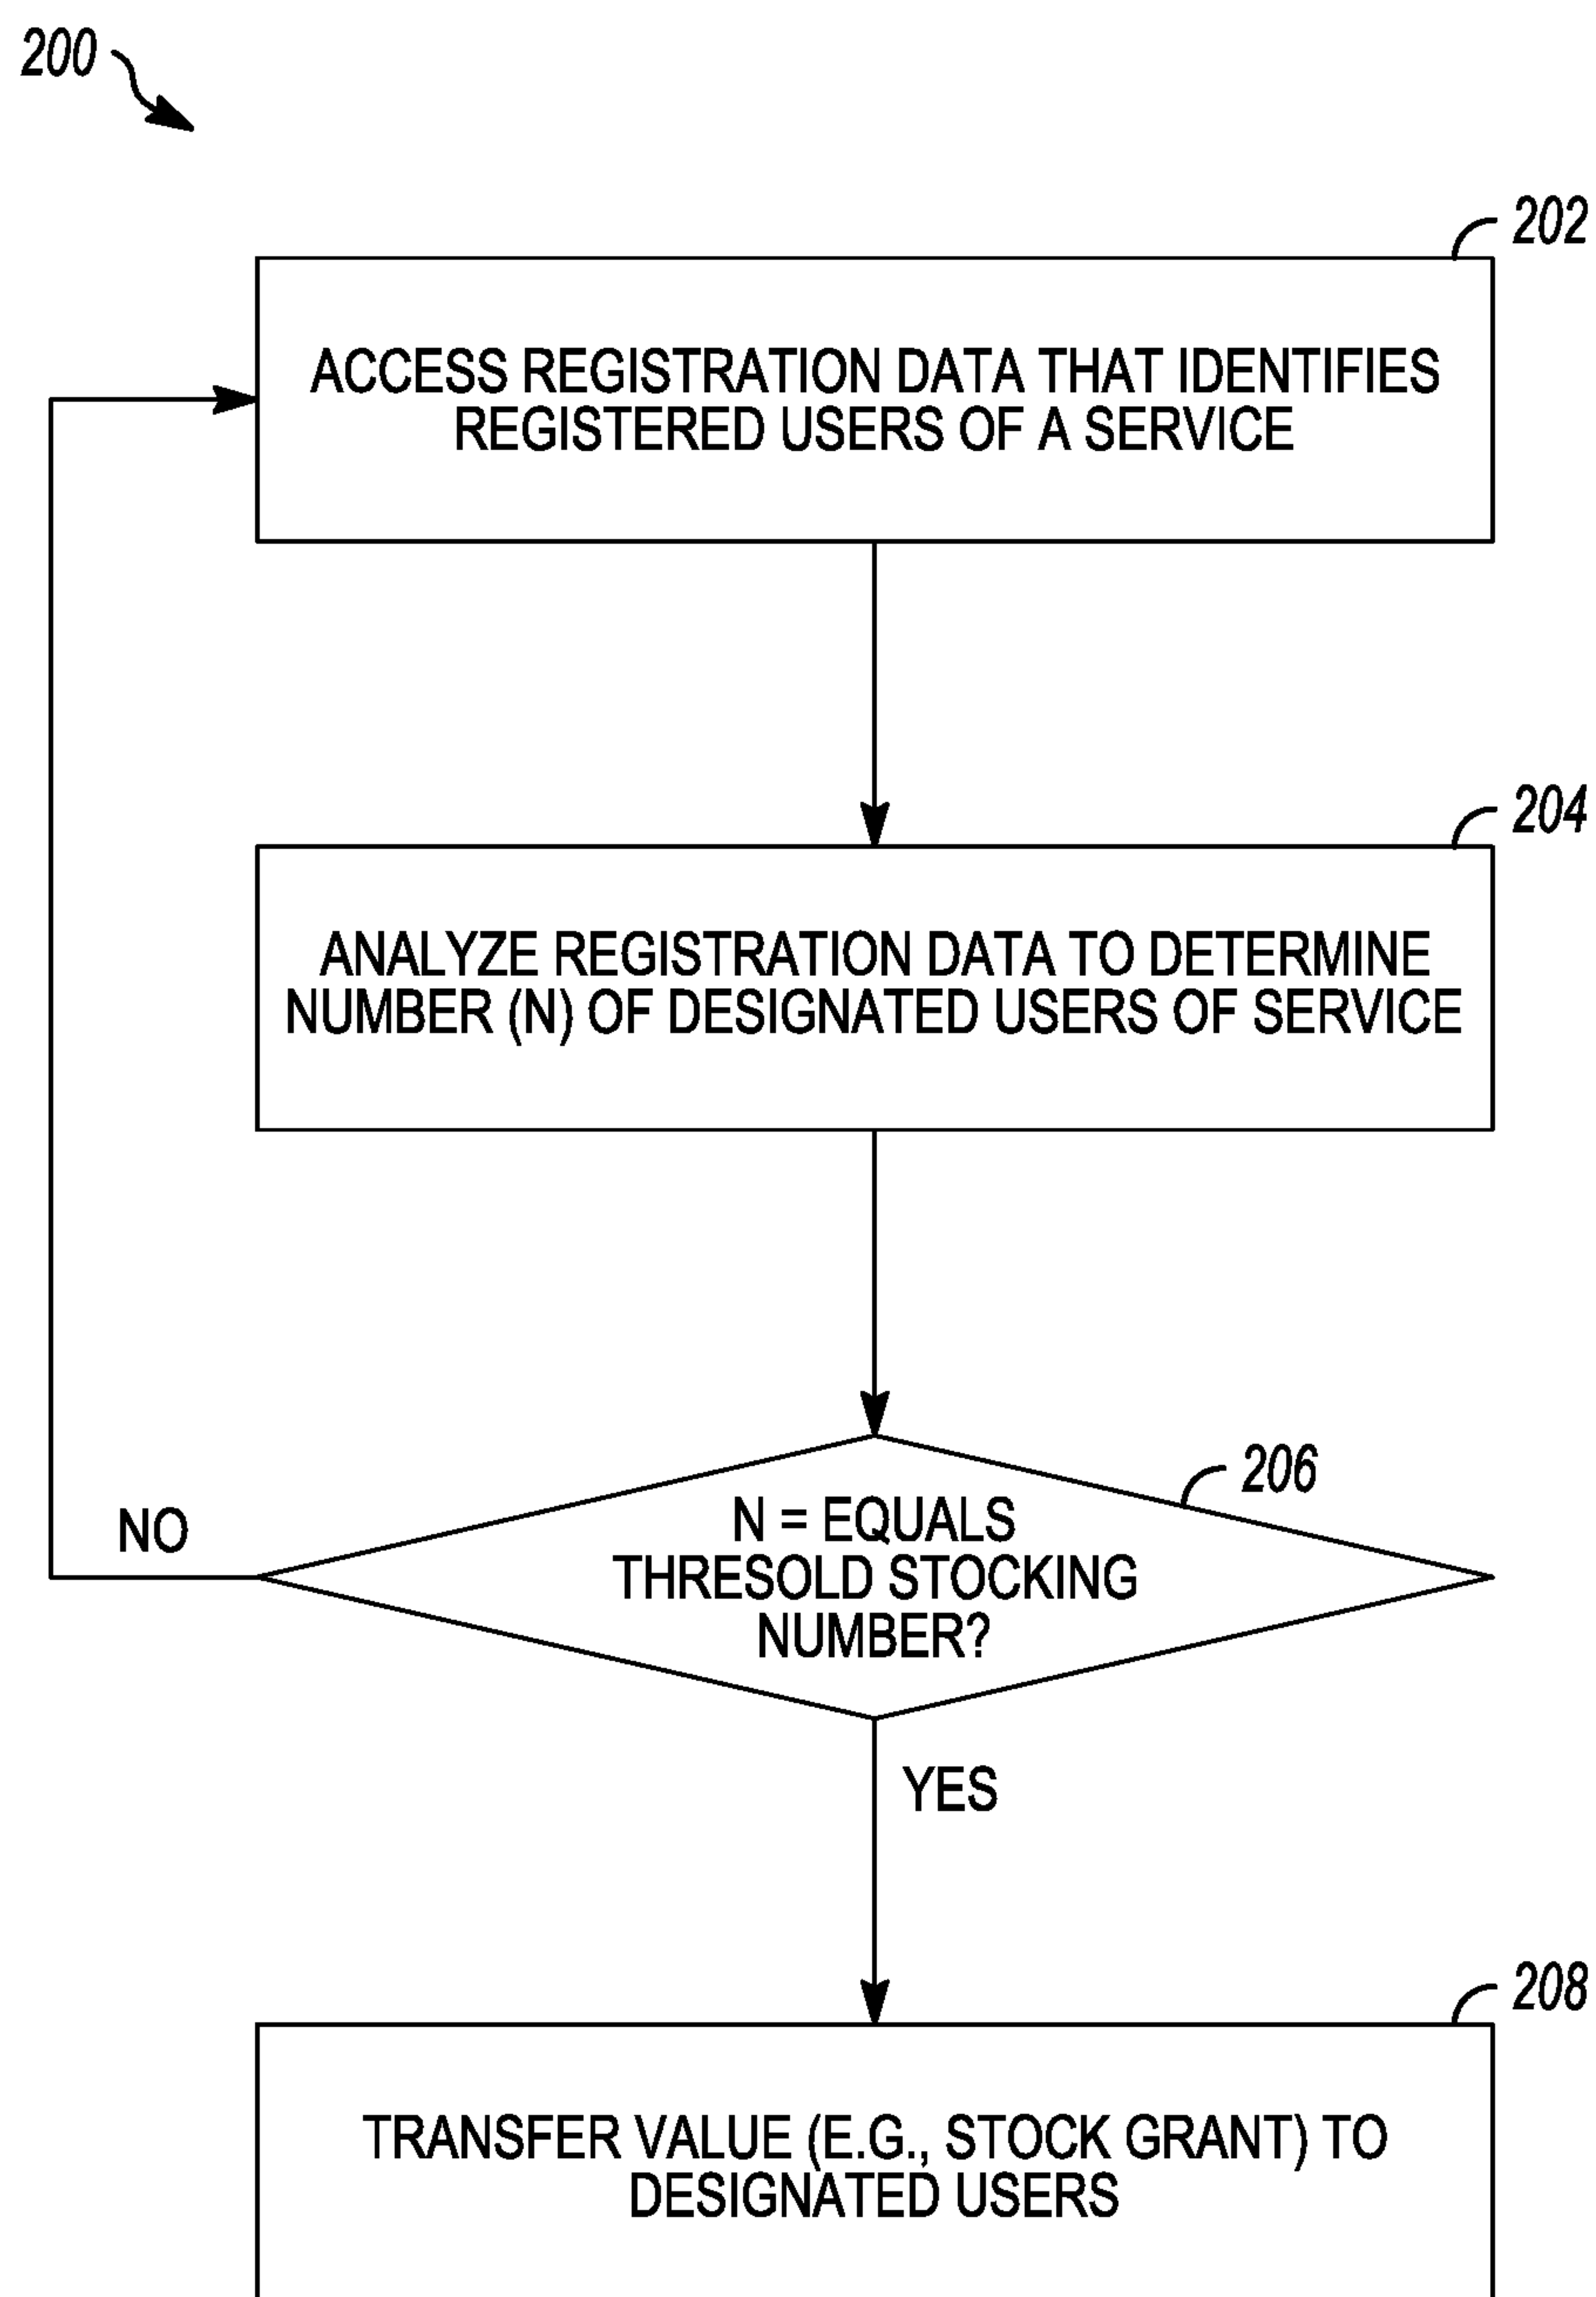 200
202
ACCESS REGISTRATION DATA THAT IDENTIFIES
REGISTERED USERS OF A SERVICE
204
ANALYZE REGISTRATION DATA TO DETERMINE
NUMBER (N) OF DESIGNATED USERS OF SERVICE
206
N = EQUALS
THRESOLD STOCKING
NUMBER?
NO
YES
208
TRANSFER VALUE (E.G., STOCK GRANT) TO
DESIGNATED USERS